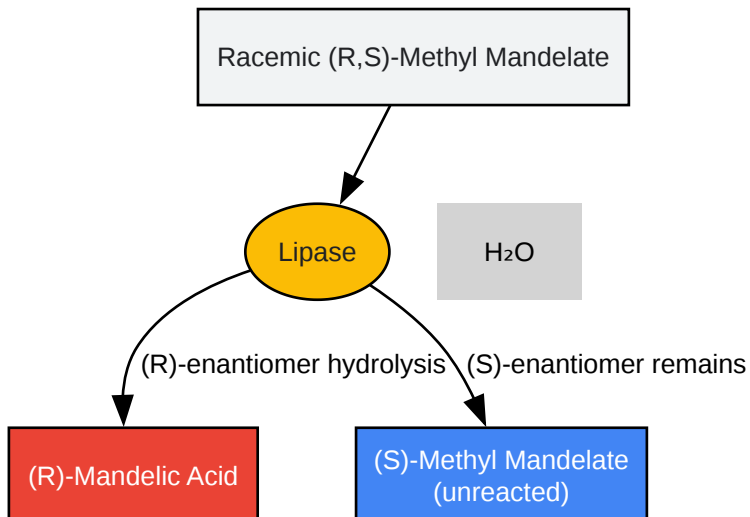 Racemic (R,S)-Methyl Mandelate
Lipase
H₂O
(R)-enantiomer hydrolysis
(S)-enantiomer remains
(R)-Mandelic Acid
(S)-Methyl Mandelate
(unreacted)